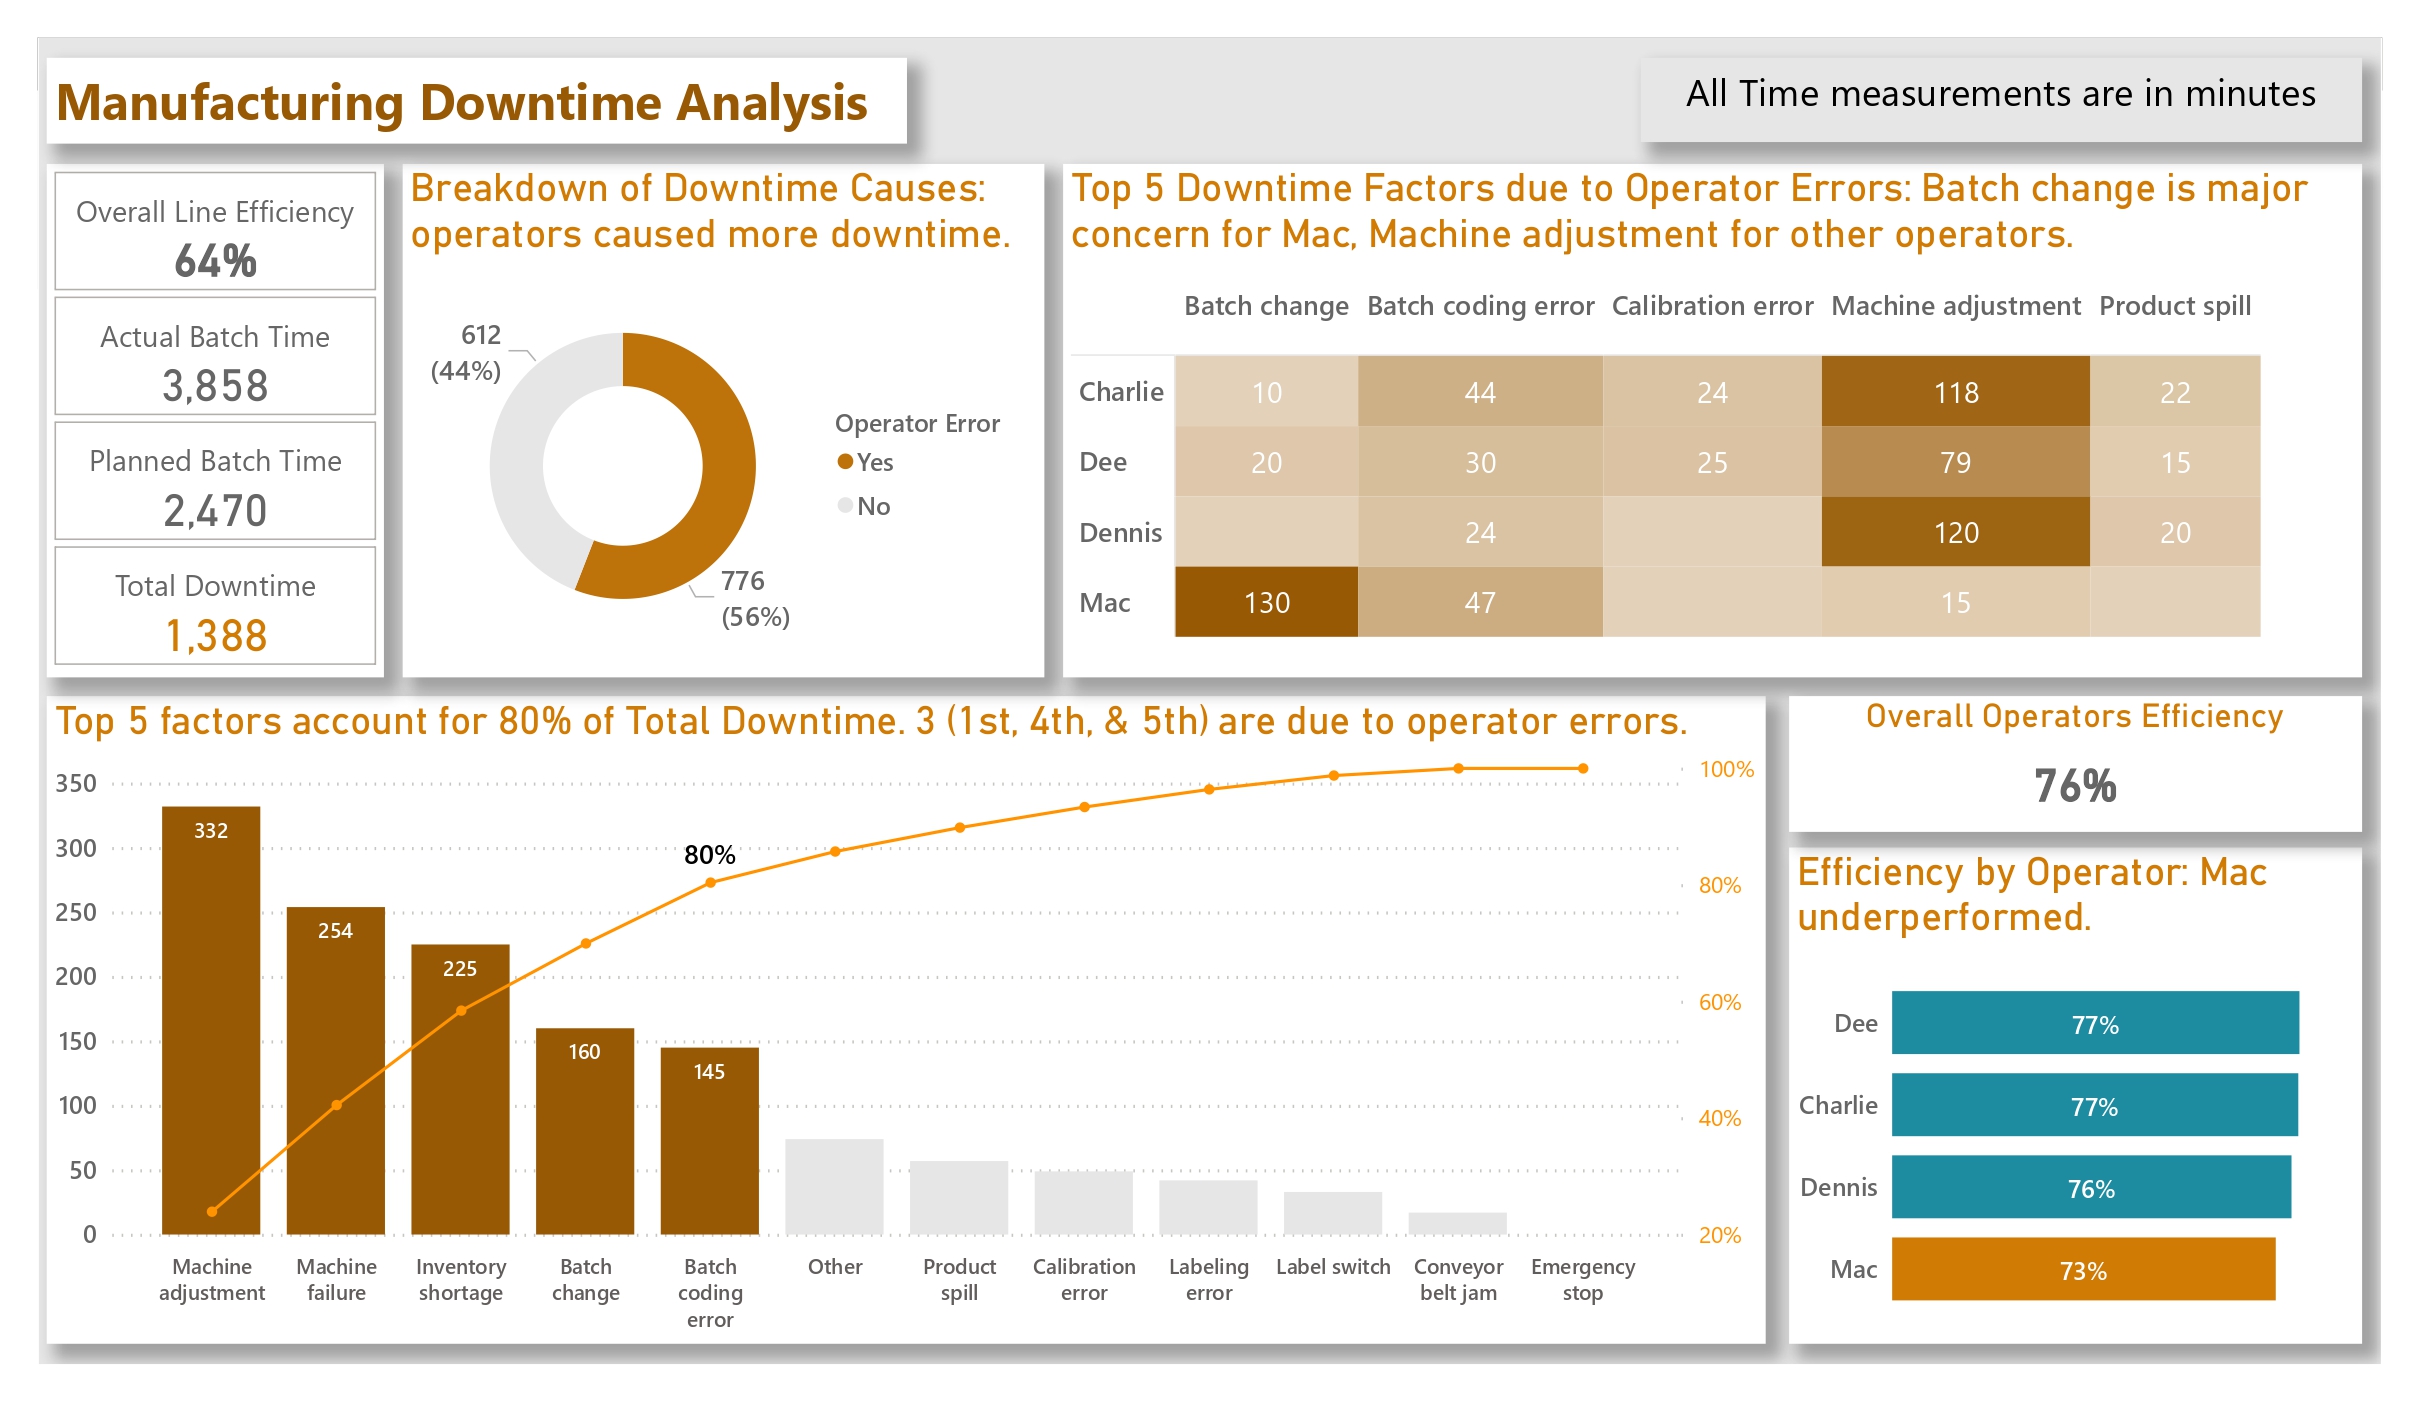 Manufacturing Downtime Analysis
All Time measurements are in minutes
Overall Line Efficiency
64%
Actual Batch Time
3,858
Planned Batch Time
2,470
Total Downtime
1,388
Breakdown of Downtime Causes:
operators caused more downtime.
612
(44%)
776
(56%)
Operator Error
Yes
No
Top 5 Downtime Factors due to Operator Errors: Batch change is major
concern for Mac, Machine adjustment for other operators.
Batch change Batch coding error Calibration error Machine adjustment Product spill
Charlie 10 44 24 118 22
Dee 20 30 25 79 15
Dennis 24 120 20
Mac 130 47 15
Top 5 factors account for 80% of Total Downtime. 3 (1st, 4th, & 5th) are due to operator errors.
350
300
250
200
150
100
50
0
332
254
225
160
145
80%
100%
80%
60%
40%
20%
Machine
adjustment
Machine
failure
Inventory
shortage
Batch
change
Batch
coding
error
Other
Product
spill
Calibration
error
Labeling
error
Label switch
Conveyor
belt jam
Emergency
stop
Overall Operators Efficiency
76%
Efficiency by Operator: Mac
underperformed.
Dee 77%
Charlie 77%
Dennis 76%
Mac 73%